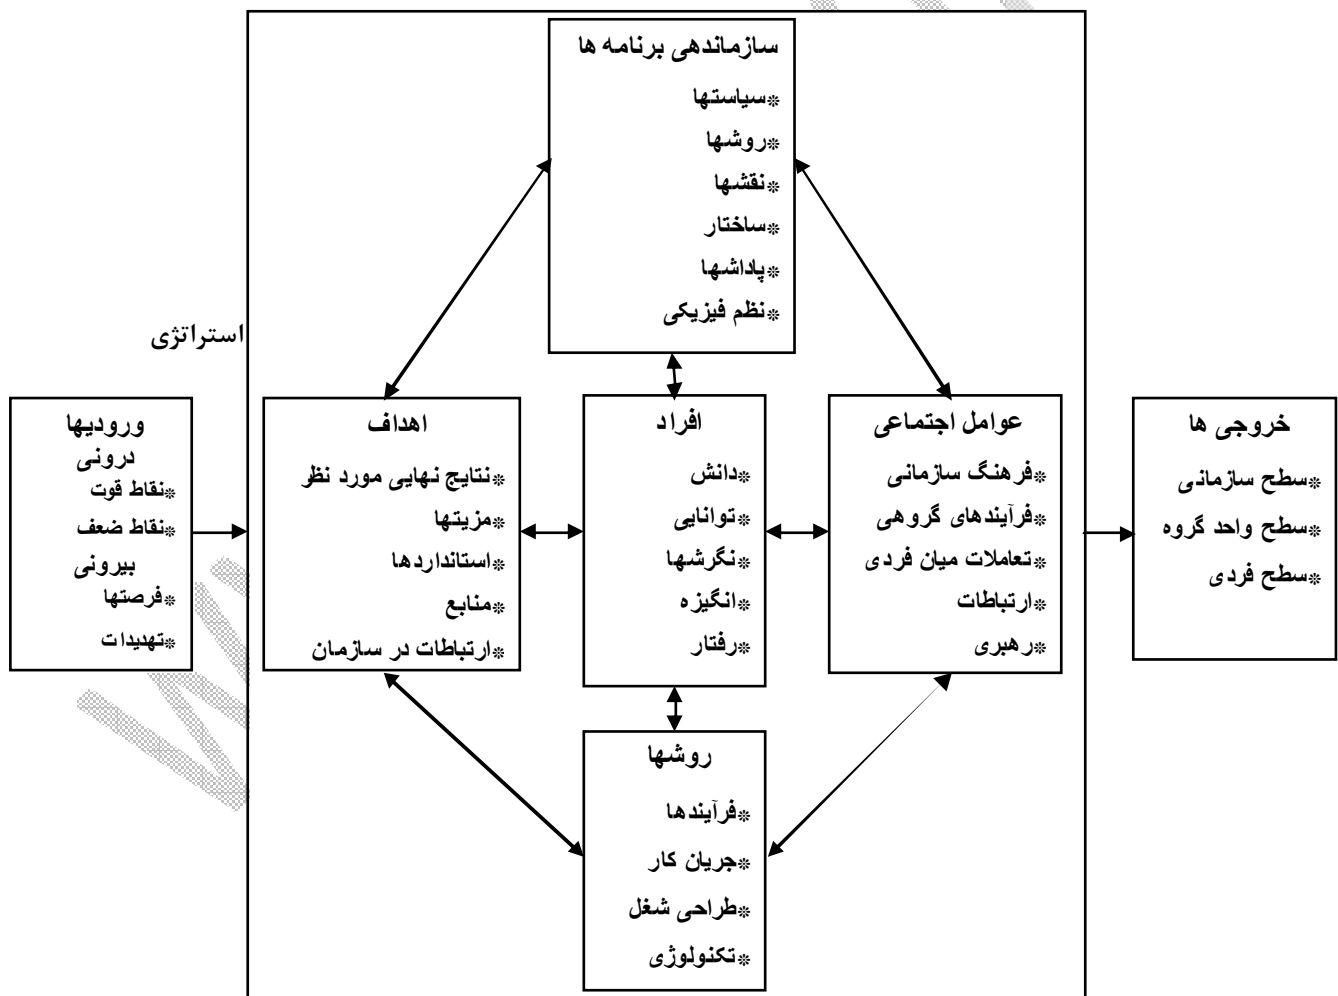 سازماندهی برنامه ها
*سیاستها
*روشها
*نقشها
*ساختار
*پاداشها
*نظم فیزیکی
استراتژی
ورودیها
درونی
*نقاط قوت
*نقاط ضعف
بیرونی
*فرصتها
*تهدیدات
اهداف
*نتایج نهایی مورد نظر
*مزیتها
*استانداردها
*منابع
*ارتباطات در سازمان
افراد
*دانش
*توانایی
*نگرشها
*انگیزه
*رفتار
عوامل اجتماعی
*فرهنگ سازمانی
*فرآیندهای گروهی
*تعاملات میان فردی
*ارتباطات
*رهبری
خروجی ها
*سطح سازمانی
*سطح واحد گروه
*سطح فردی
روشها
*فرآیندها
*جریان کار
*طراحی شغل
*تکنولوژی